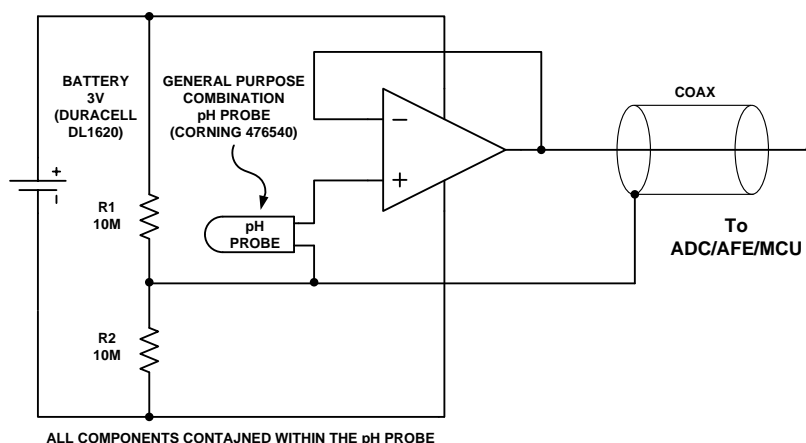 BATTERY
3V
(DURACELL
DL1620)
GENERAL PURPOSE
COMBINATION
pH PROBE
(CORNING 476540)
COAX
+
−
−
+
R1
10M
pH
PROBE
To
ADC/AFE/MCU
R2
10M
ALL COMPONENTS CONTAJNED WITHIN THE pH PROBE